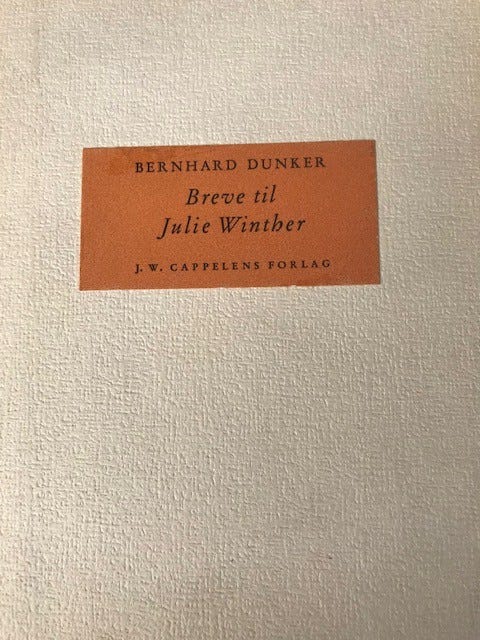 BERNHARD DUNKER
Breve til
Julie Winther
J. W. CAPPELENS FORLAG